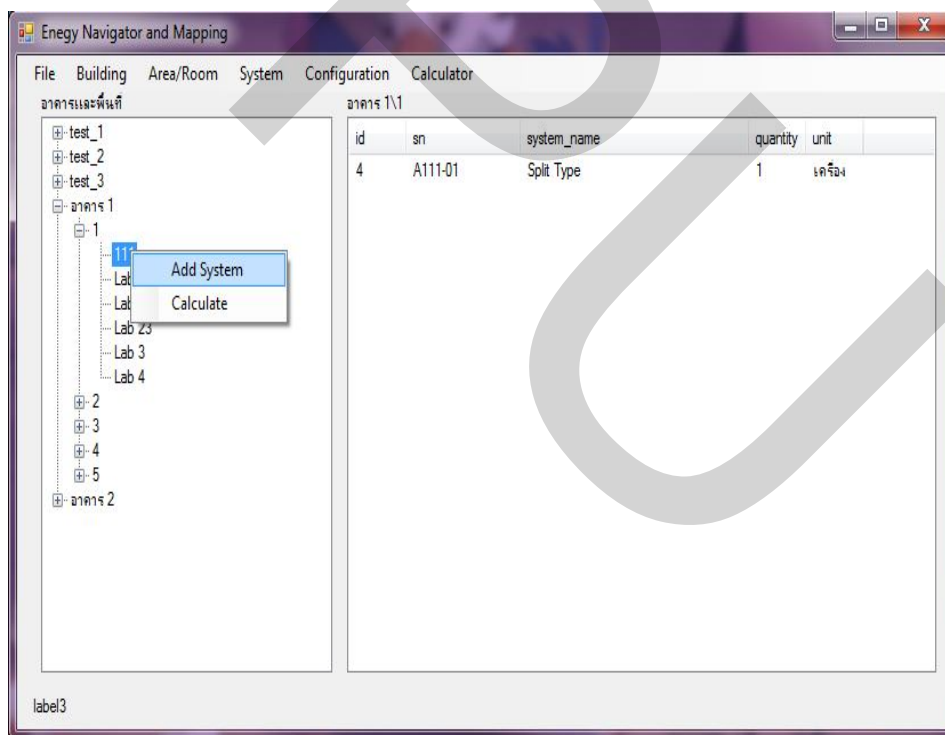 Enegy Navigator and Mapping
File Building Area/Room System Configuration Calculator
อาคารและพื้นที่
อาคาร 1\1
test_1
test_2
test_3
อาคาร 1
1
111
Add System
Calculate
Lab 23
Lab 3
Lab 4
2
3
4
5
อาคาร 2
id sn system_name quantity unit
4 A111-01 Split Type 1 เครื่อง
label3